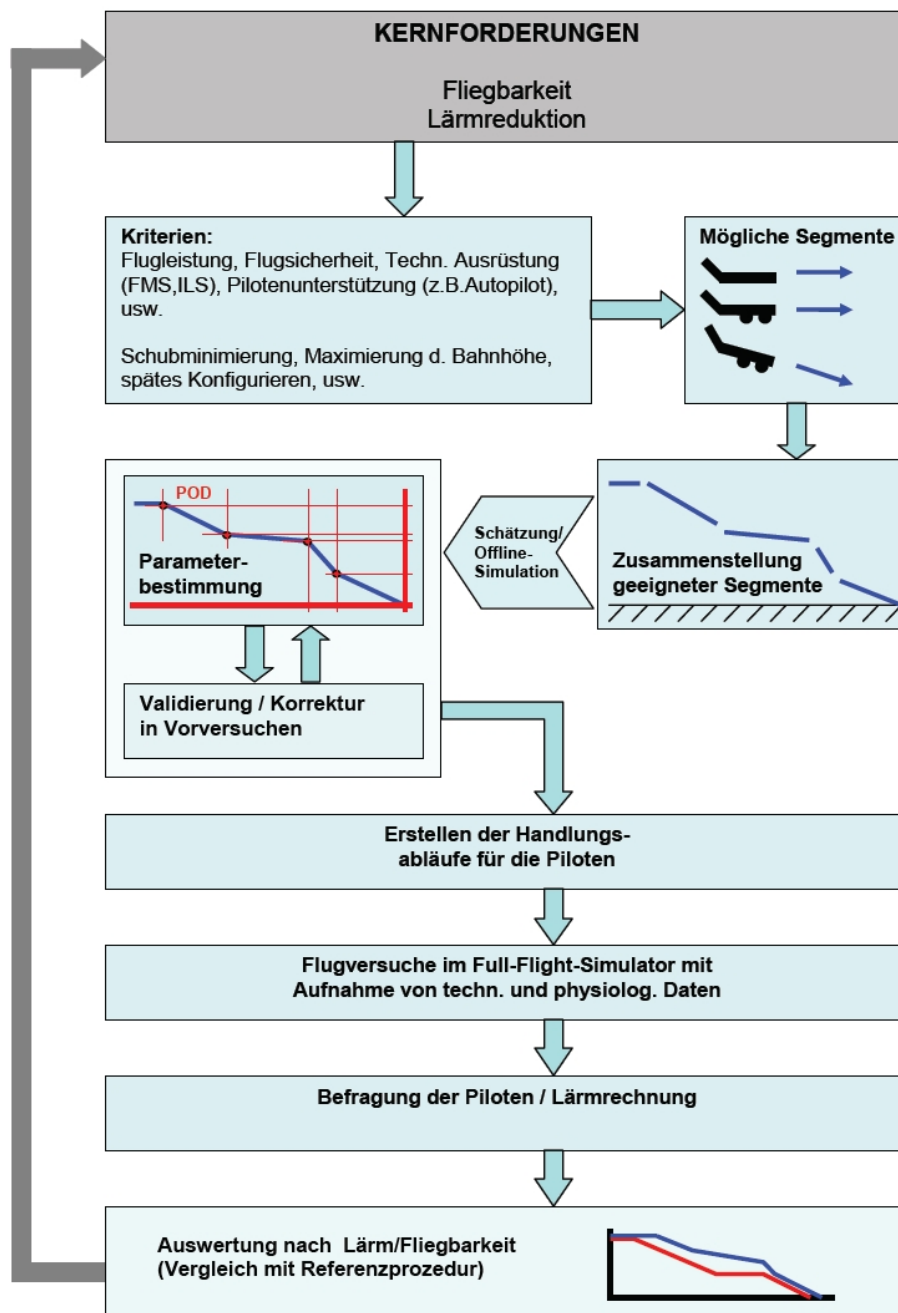 KERNFORDERUNGEN
Fliegbarkeit
Lärmreduktion
Kriterien:
Flugleistung, Flugsicherheit, Techn. Ausrüstung
(FMS,ILS), Pilotenunterstützung (z.B.Autopilot),
usw.
Schubminimierung, Maximierung d. Bahnhöhe,
spätes Konfigurieren, usw.
Mögliche Segmente
POD
Parameter-
bestimmung
Schätzung/
Offline-
Simulation
Zusammenstellung
geeigneter Segmente
Validierung / Korrektur
in Vorversuchen
Erstellen der Handlungs-
abläufe für die Piloten
Flugversuche im Full-Flight-Simulator mit
Aufnahme von techn. und physiolog. Daten
Befragung der Piloten / Lärmrechnung
Auswertung nach Lärm/Fliegbarkeit
(Vergleich mit Referenzprozedur)